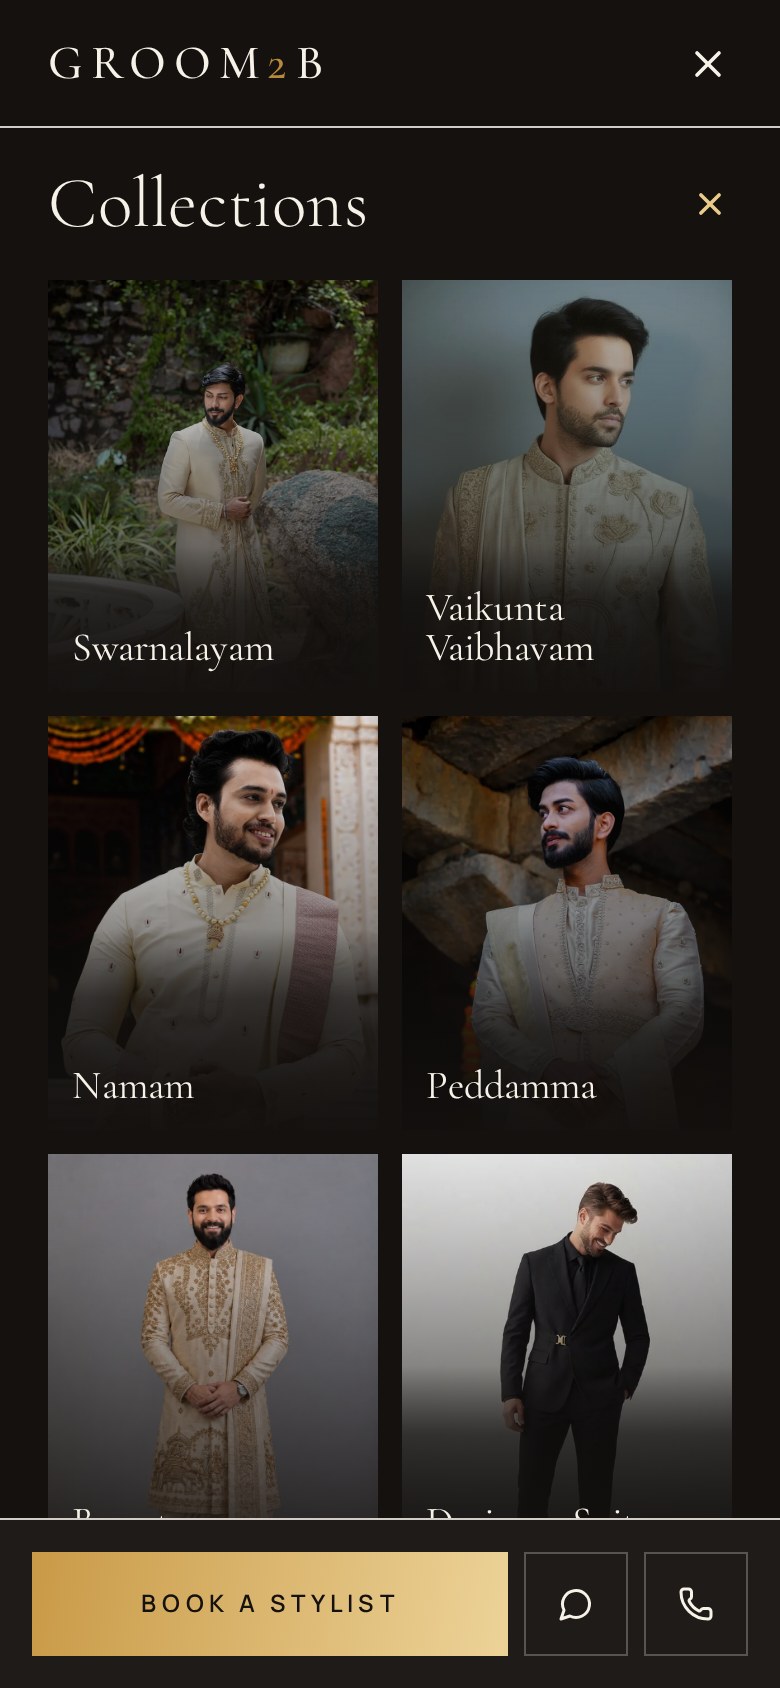 GROOM2B
Collections
Swarnalayam
Vaikunta
Vaibhavam
Namam
Peddamma
BOOK A STYLIST